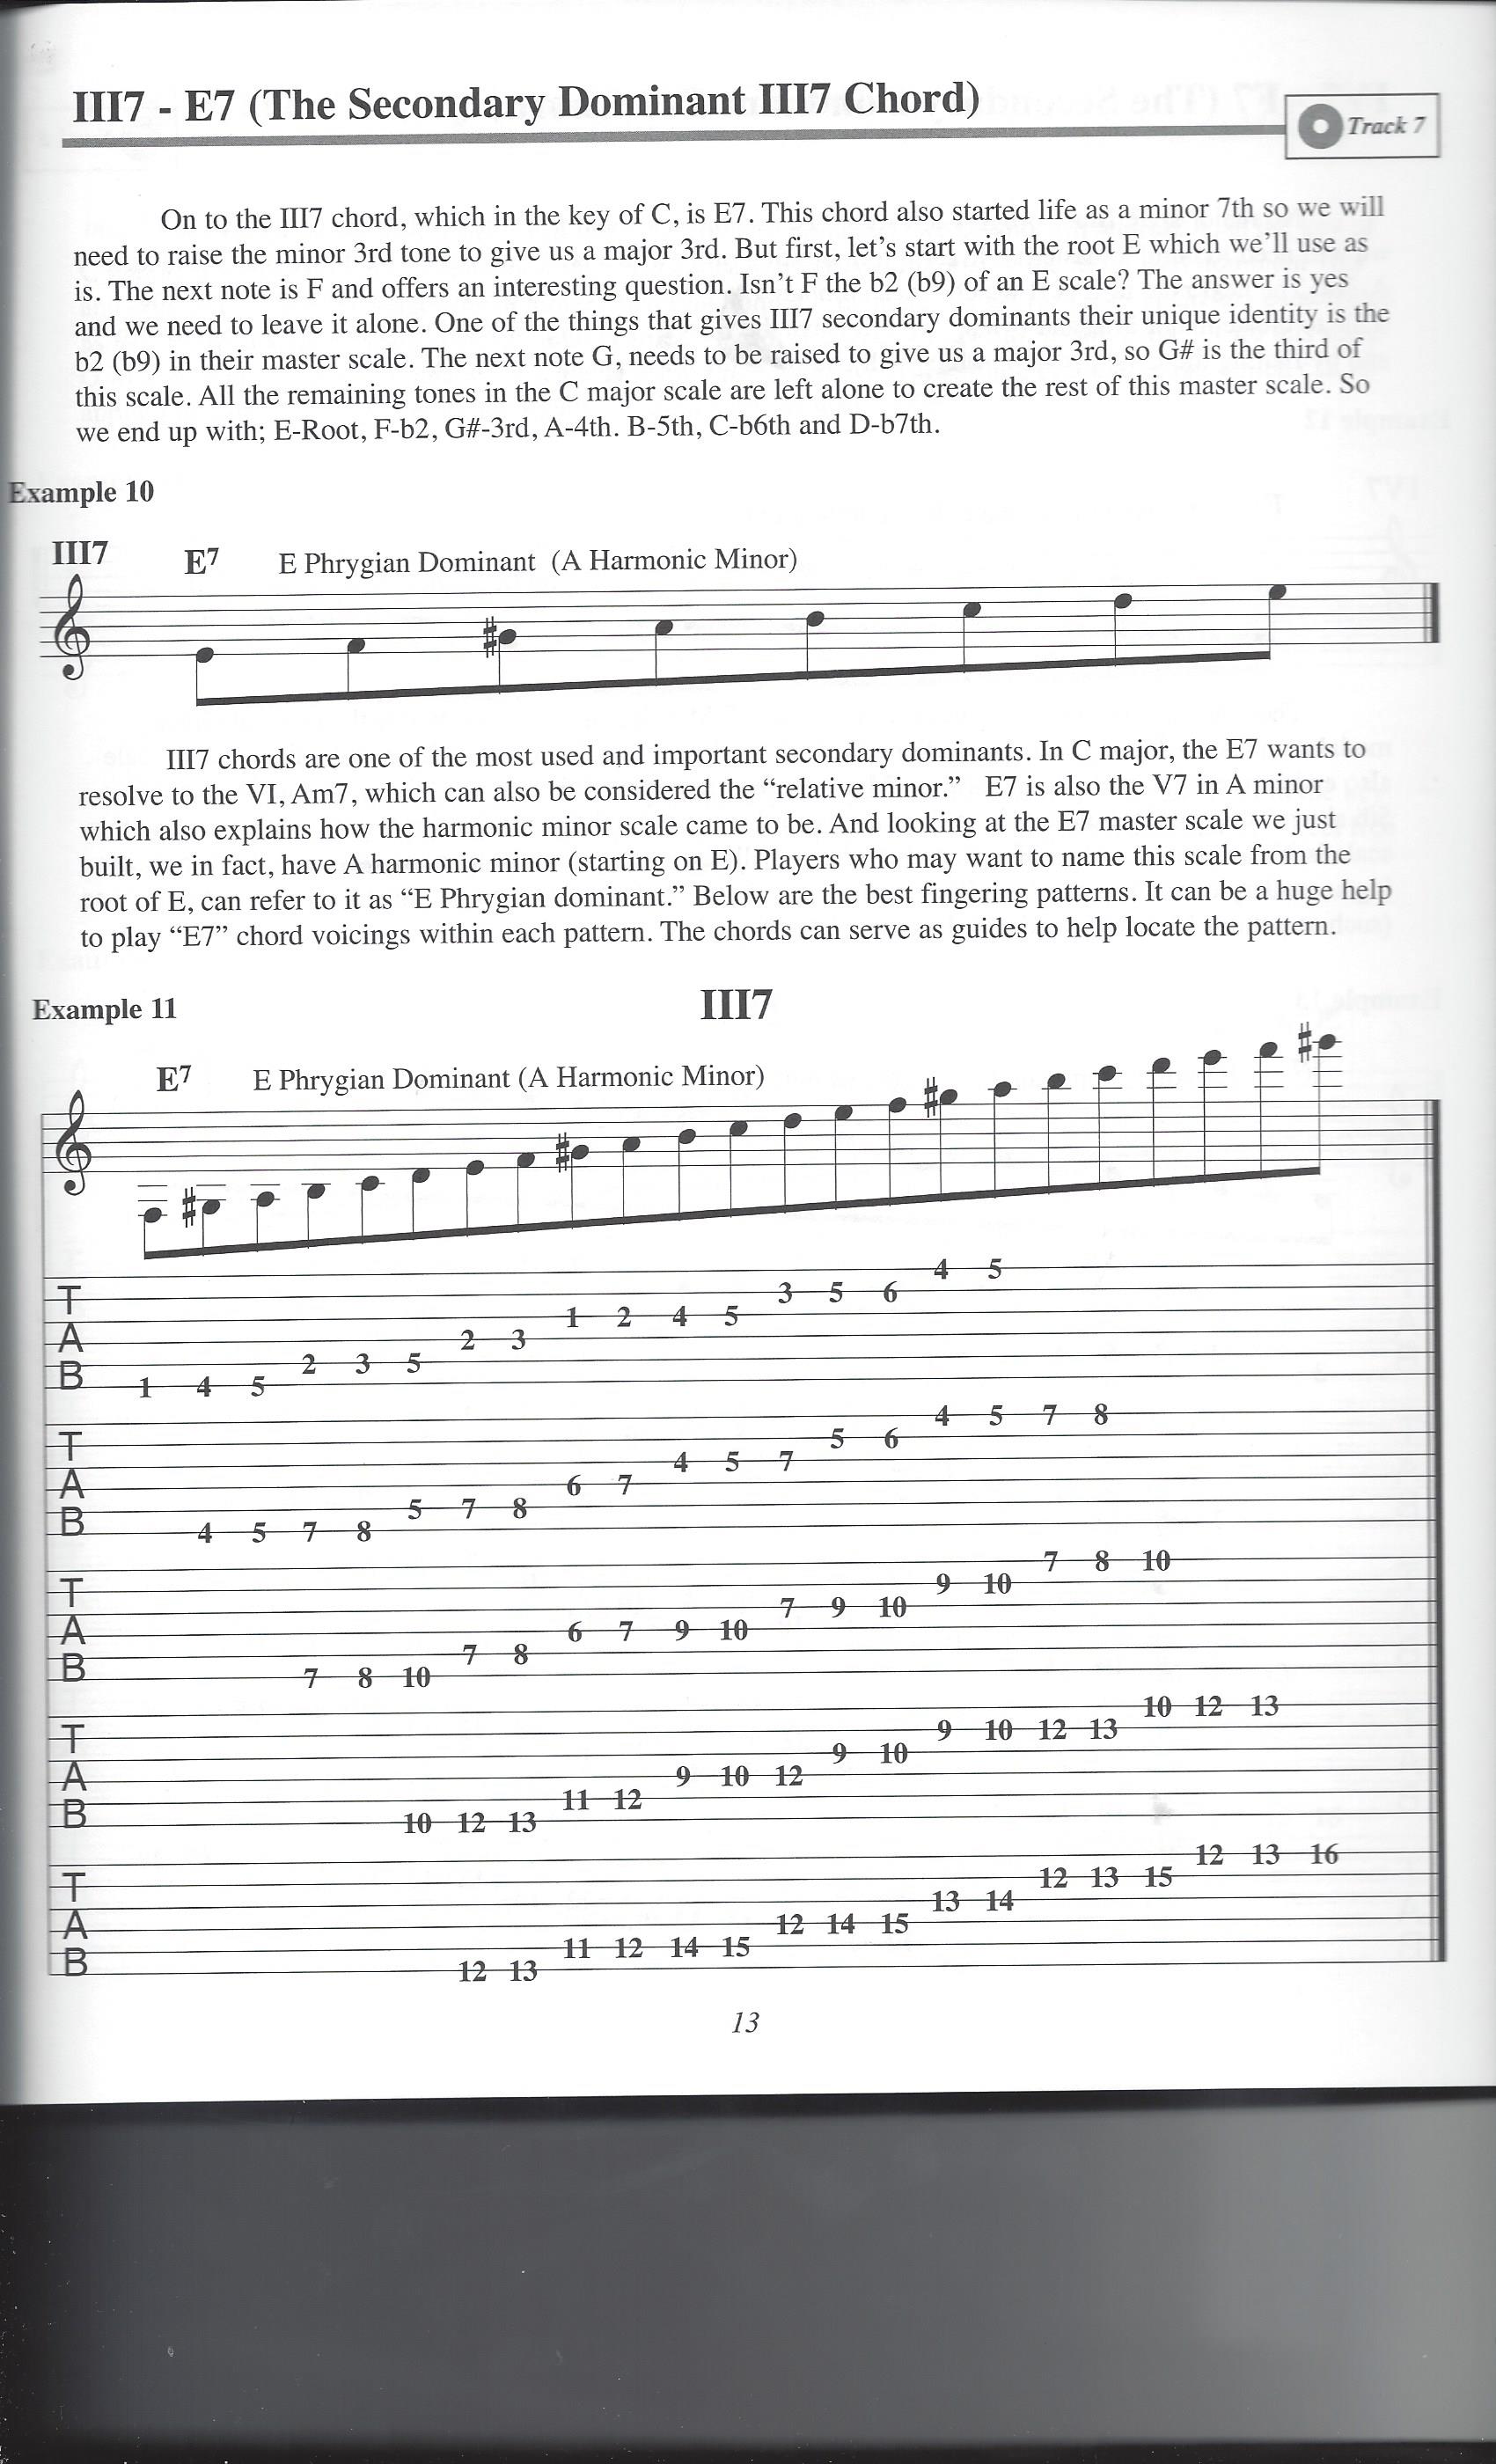 III7 - E7 (The Secondary Dominant III7 Chord)
Track 7
On to the III7 chord, which in the key of C, is E7. This chord also started life as a minor 7th so we will
need to raise the minor 3rd tone to give us a major 3rd. But first, let's start with the root E which we'll use as
is. The next note is F and offers an interesting question. Isn't F the b2 (b9) of an E scale? The answer is yes
and we need to leave it alone. One of the things that gives III7 secondary dominants their unique identity is the
b2 (b9) in their master scale. The next note G, needs to be raised to give us a major 3rd, so G# is the third of
this scale. All the remaining tones in the C major scale are left alone to create the rest of this master scale. So
we end up with; E-Root, F-b2, G#-3rd, A-4th. B-5th, C-b6th and D-b7th.
Example 10
III7 E7 E Phrygian Dominant (A Harmonic Minor)
III7 chords are one of the most used and important secondary dominants. In C major, the E7 wants to
resolve to the VI, Am7, which can also be considered the "relative minor." E7 is also the V7 in A minor
which also explains how the harmonic minor scale came to be. And looking at the E7 master scale we just
built, we in fact, have A harmonic minor (starting on E). Players who may want to name this scale from the
root of E, can refer to it as "E Phrygian dominant." Below are the best fingering patterns. It can be a huge help
to play "E7" chord voicings within each pattern. The chords can serve as guides to help locate the pattern.
Example 11 III7
E7 E Phrygian Dominant (A Harmonic Minor)
4 5
T 3 5 6
1 2 4 5
A 2 3
B 2 3 5
1 4 5
4 5 7 8
T 5 6
4 5 7
A 6 7
B 5 7 8
4 5 7 8
7 8 10
T 9 10
7 9 10
A 6 7 9 10
B 7 8
7 8 10
10 12 13
T 9 10 12 13
9 10
A 9 10 12
B 11 12
10 12 13
12 13 16
T 12 13 15
13 14
A 12 14 15
B 11 12 14 15
12 13
13